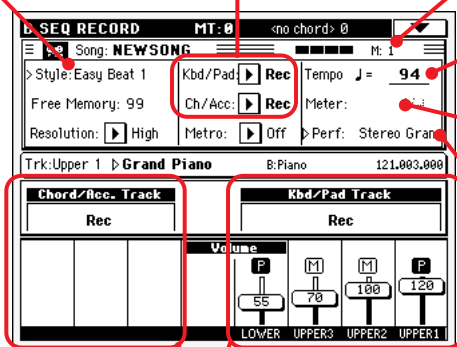 B.SEQ RECORD MT:0 <no chord> 0
Song: NEWSONG M: 1
>Style:Easy Beat 1 Kbd/Pad: Rec Tempo ♩= 94
Free Memory: 99 Ch/Acc: Rec Meter:
Resolution: High Metro: Off Perf: Stereo Gran
Trk:Upper 1 Grand Piano B:Piano 121.003.000
Chord/Acc. Track Kbd/Pad Track
Rec Rec
Volume
P M M P
55 70 100 120
LOWER UPPER3 UPPER2 UPPER1